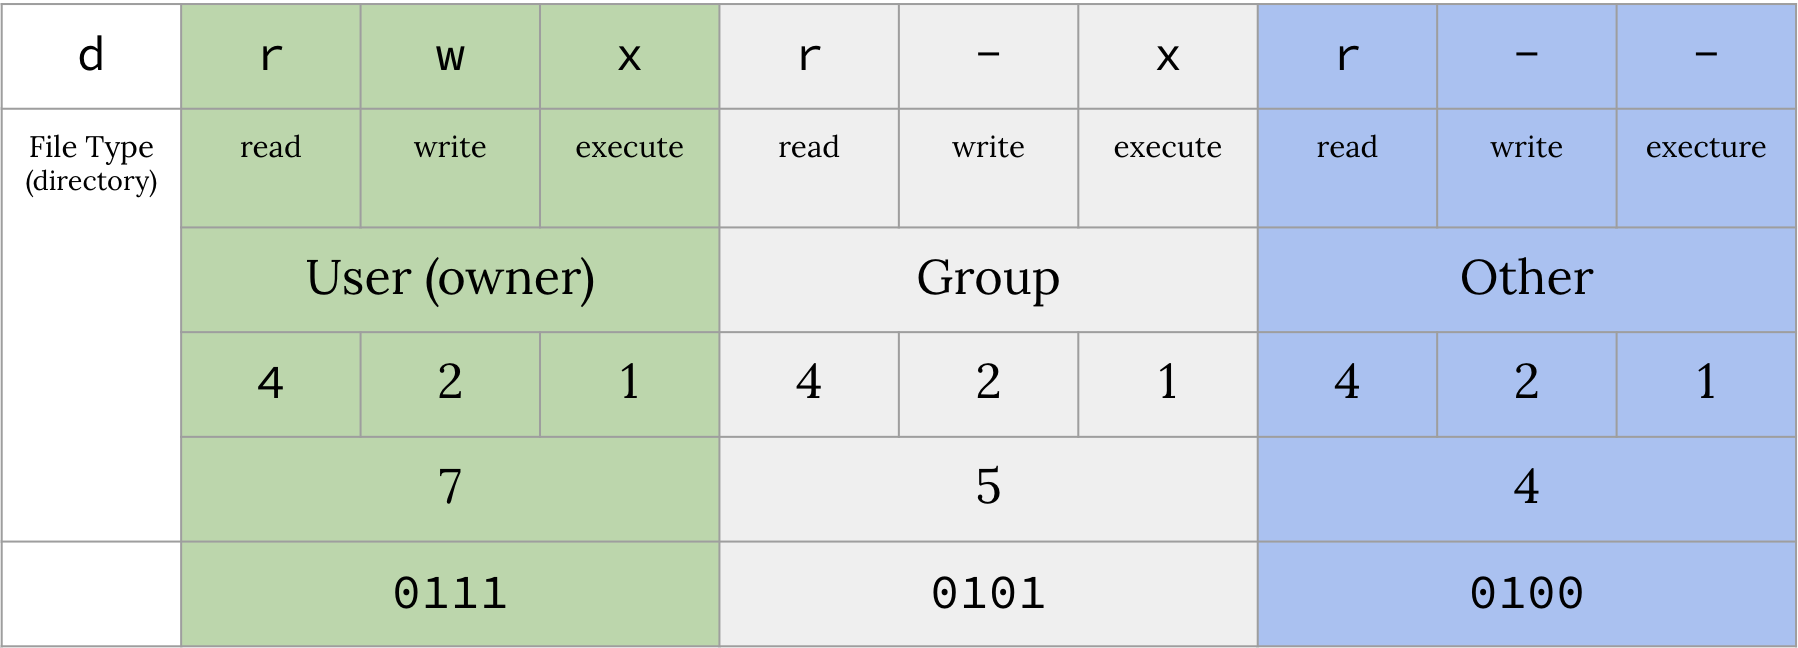 d r w x r - x r - -
File Type read write execute read write execute read write execture
(directory)
User (owner) Group Other
4 2 1 4 2 1 4 2 1
7 5 4
0111 0101 0100